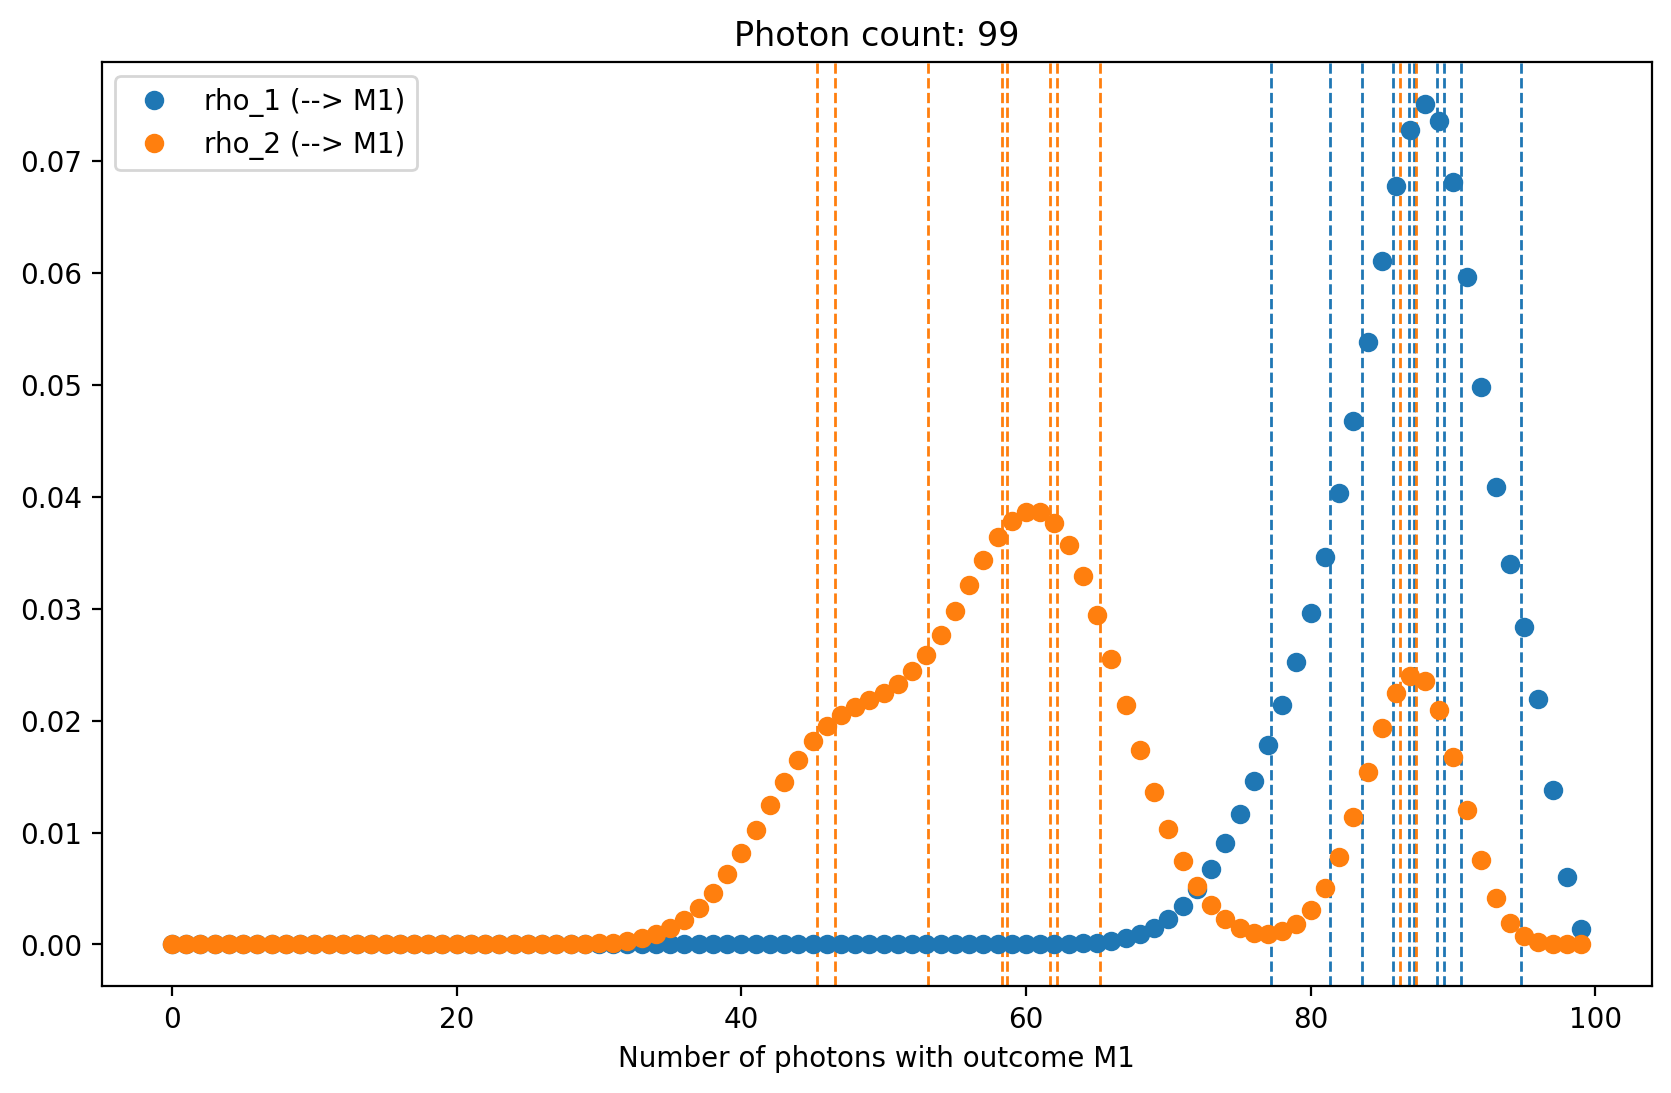 Photon count: 99
rho_1 (--> M1)
rho_2 (--> M1)
0.07
0.06
0.05
0.04
0.03
0.02
0.01
0.00
0 20 40 60 80 100
Number of photons with outcome M1